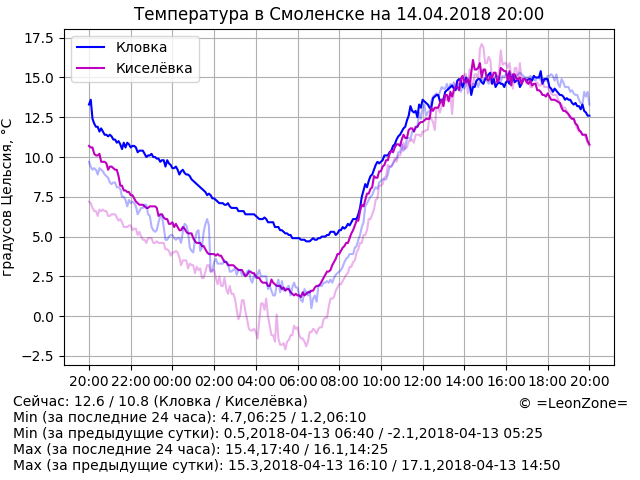 Температура в Смоленске на 14.04.2018 20:00
Кловка
Киселёвка
градусов Цельсия, °C
17.5
15.0
12.5
10.0
7.5
5.0
2.5
0.0
−2.5
20:00 22:00 00:00 02:00 04:00 06:00 08:00 10:00 12:00 14:00 16:00 18:00 20:00
Сейчас: 12.6 / 10.8 (Кловка / Киселёвка)
© =LeonZone=
Min (за последние 24 часа): 4.7,06:25 / 1.2,06:10
Min (за предыдущие сутки): 0.5,2018-04-13 06:40 / -2.1,2018-04-13 05:25
Max (за последние 24 часа): 15.4,17:40 / 16.1,14:25
Max (за предыдущие сутки): 15.3,2018-04-13 16:10 / 17.1,2018-04-13 14:50